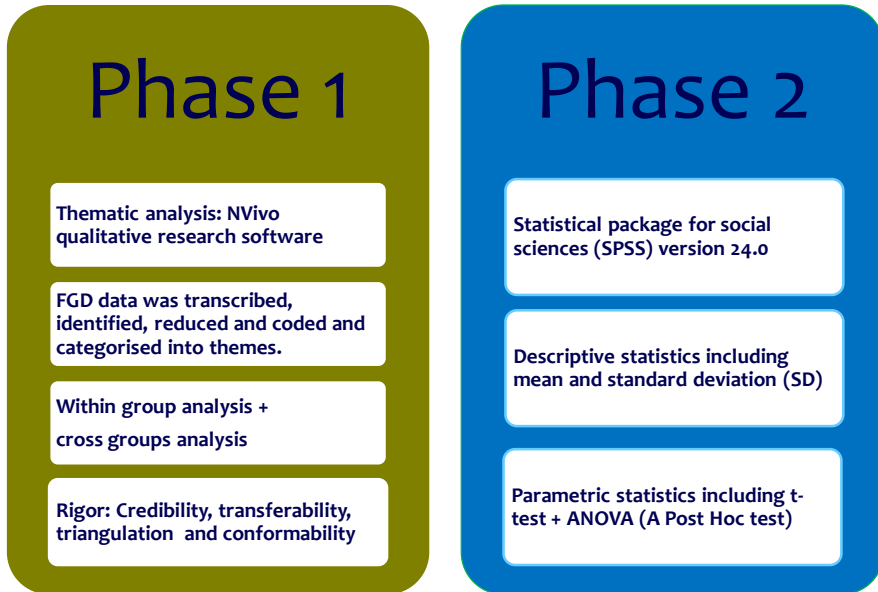 Phase 1
Thematic analysis: NVivo
qualitative research software
FGD data was transcribed,
identified, reduced and coded and
categorised into themes.
Within group analysis +
cross groups analysis
Rigor: Credibility, transferability,
triangulation and conformability
Phase 2
Statistical package for social
sciences (SPSS) version 24.0
Descriptive statistics including
mean and standard deviation (SD)
Parametric statistics including t-
test + ANOVA (A Post Hoc test)